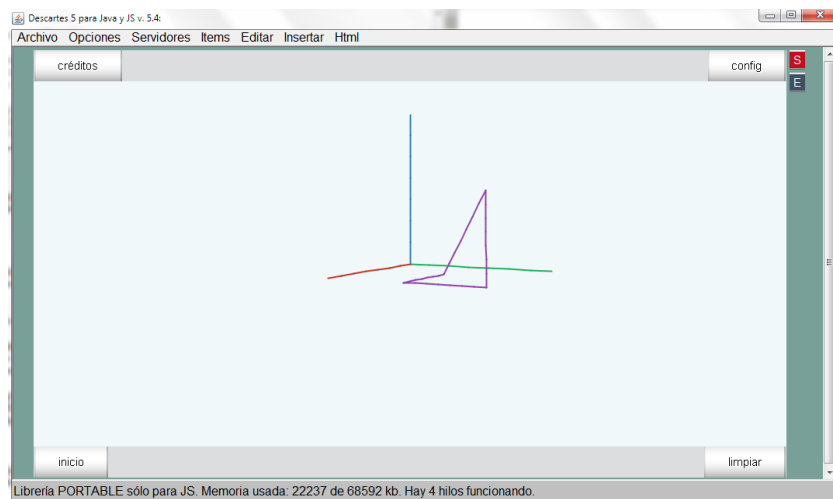 Descartes 5 para Java y JS v. 5.4:
Archivo Opciones Servidores Items Editar Insertar Html
créditos config S
E
inicio limpiar
Librería PORTABLE sólo para JS. Memoria usada: 22237 de 68592 kb. Hay 4 hilos funcionando.